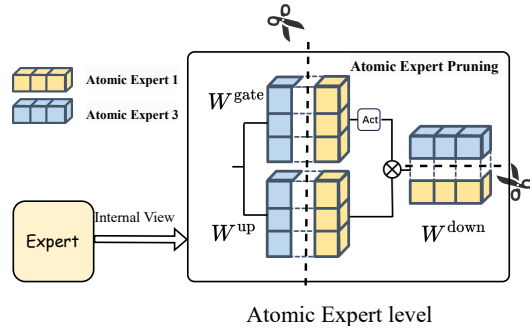 Atomic Expert Pruning
Atomic Expert 1
Atomic Expert 3
W^gate
Act
W^up
W^down
Internal View
Expert
Atomic Expert level